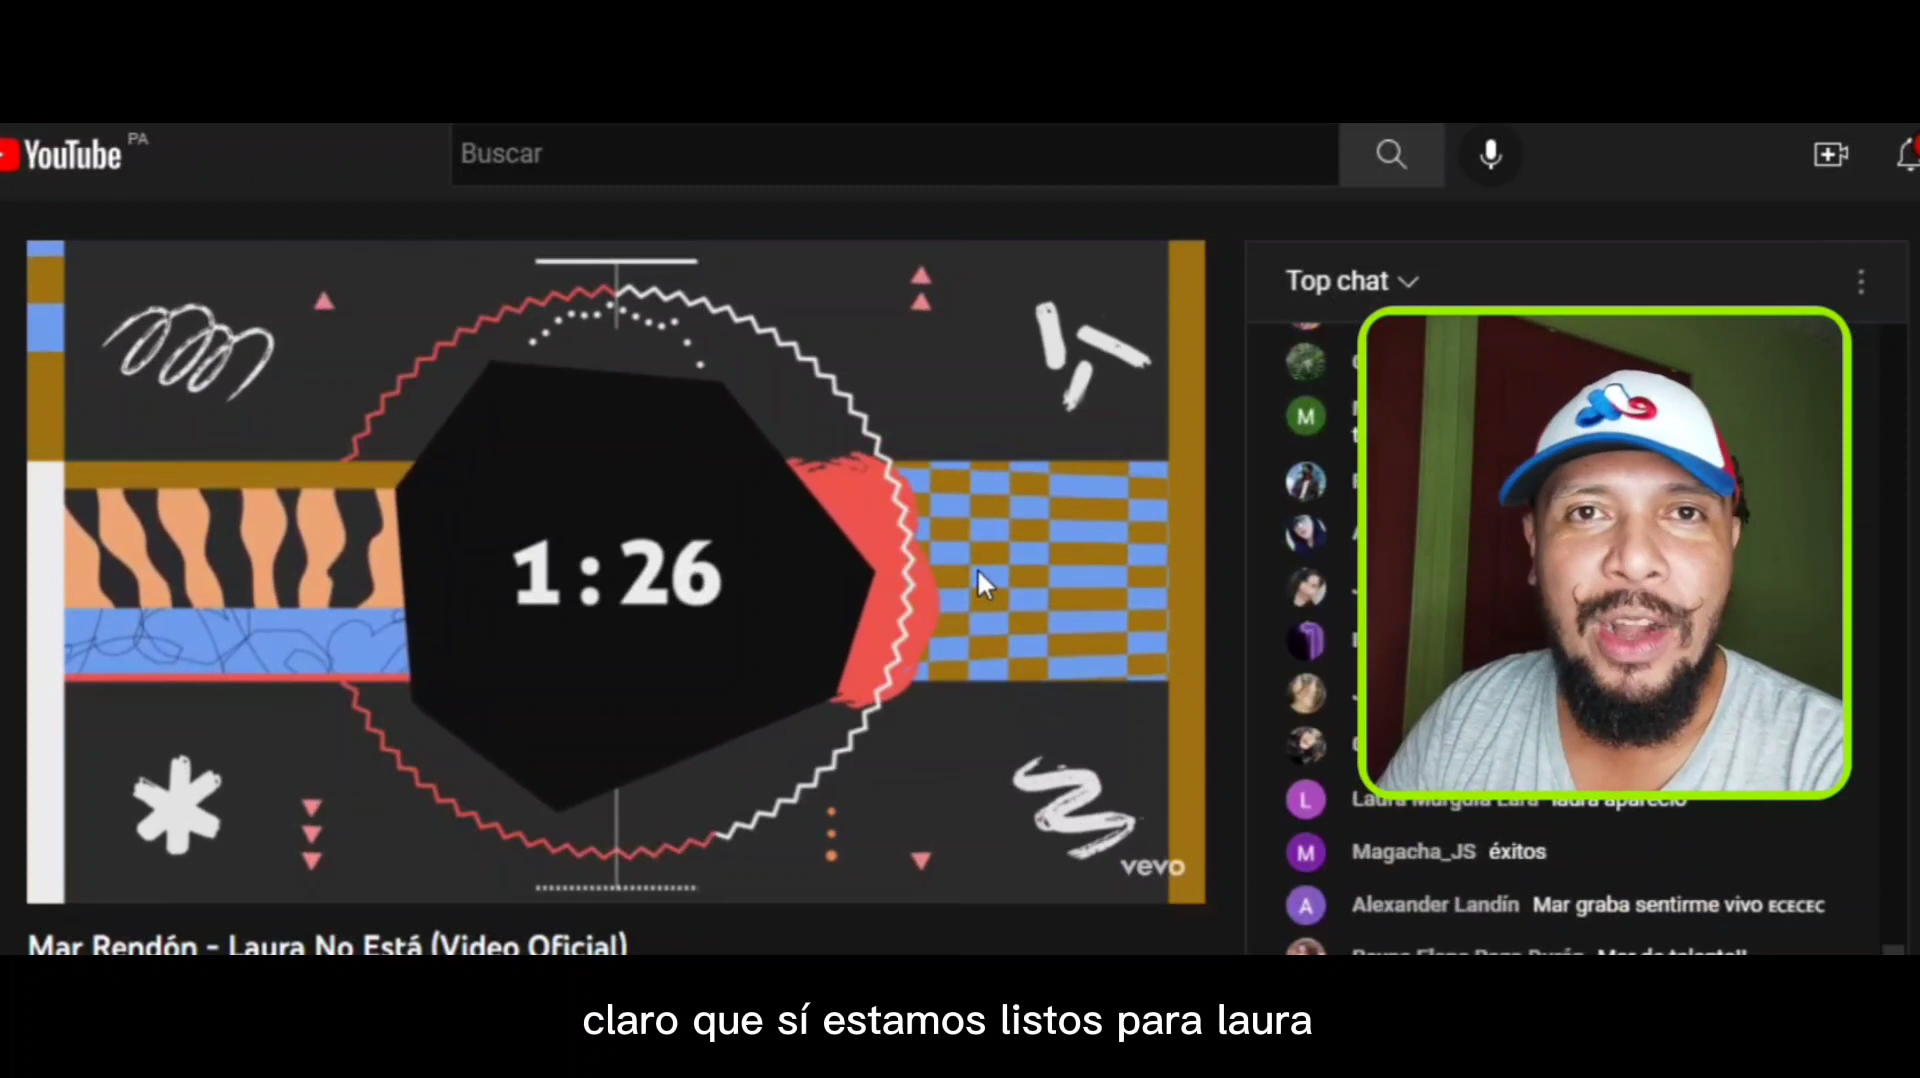 YouTube PA
Buscar
Top chat
1:26
M
L
M Magacha_JS éxitos
A Alexander Landín Mar graba sentirme vivo ECECEC
vevo
Mar Rendón - Laura No Está (Video Oficial)
claro que sí estamos listos para laura